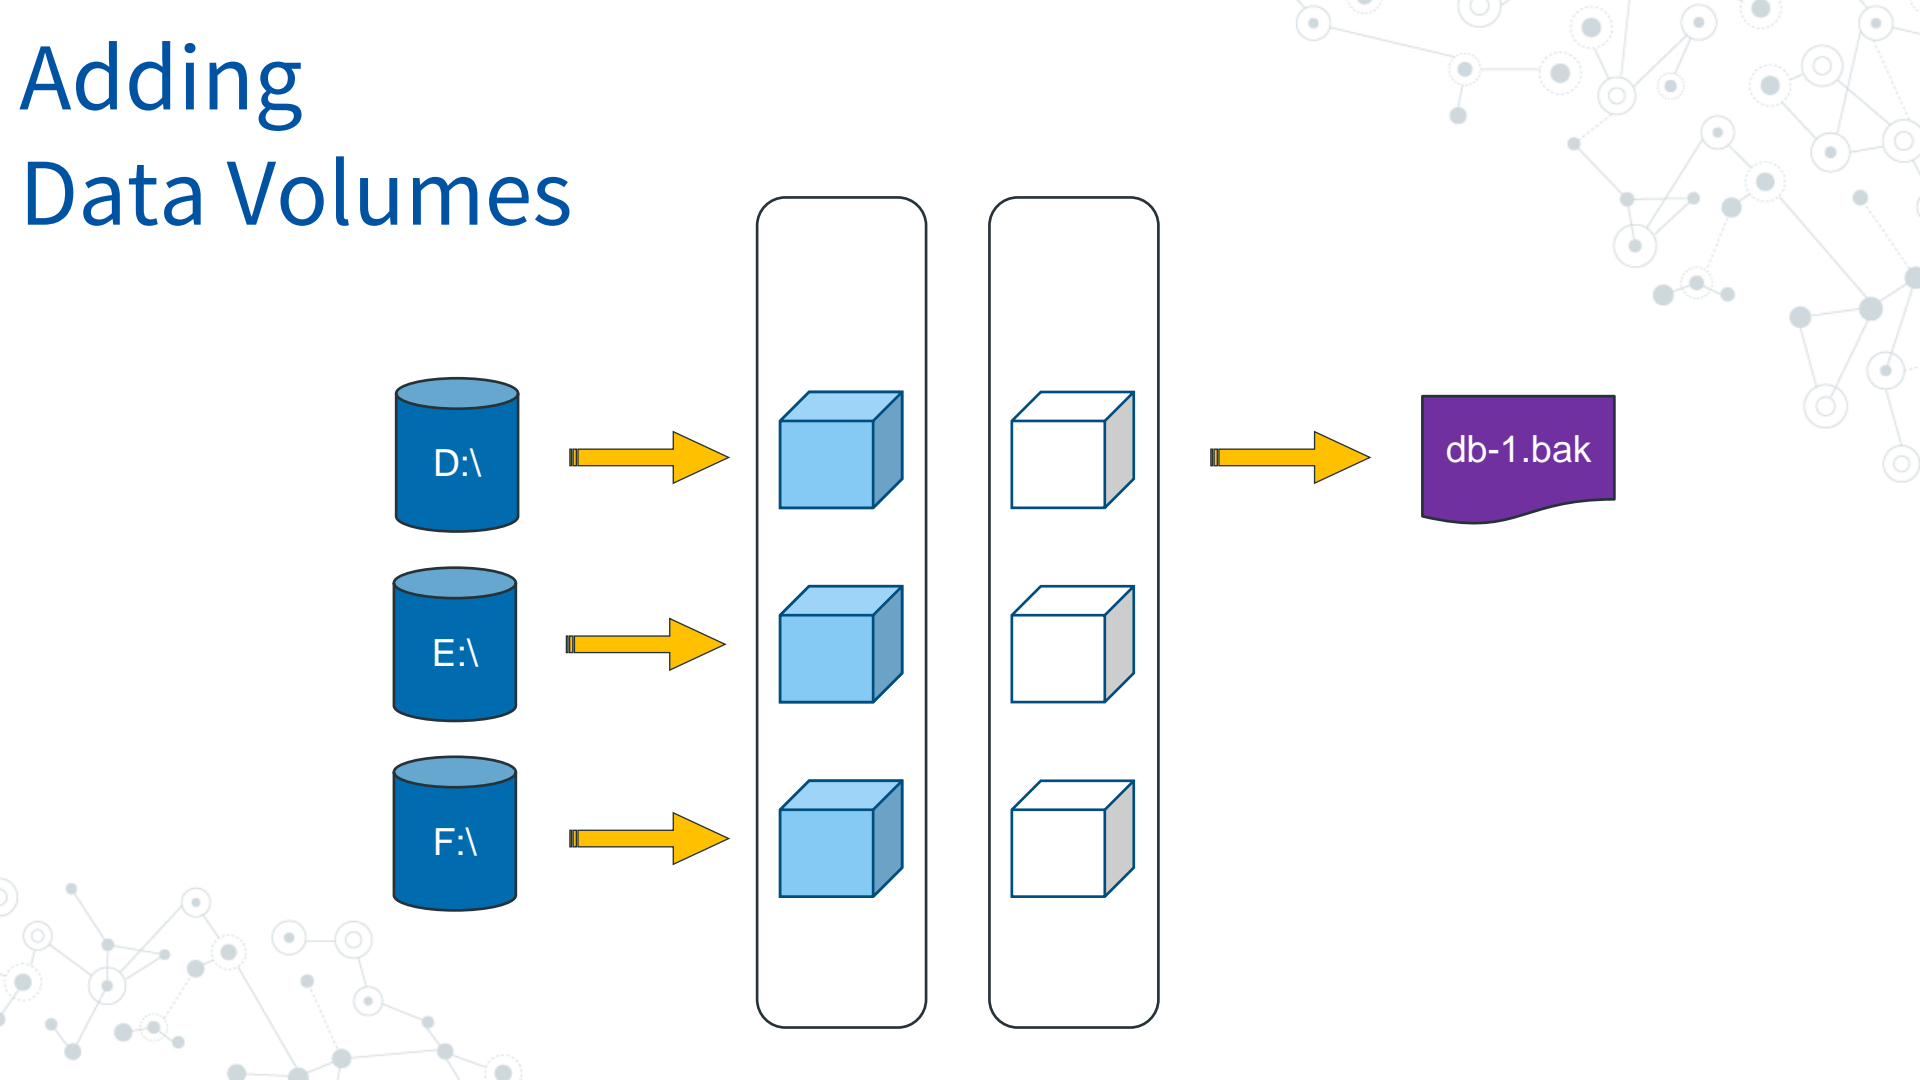 Adding
Data Volumes
D:\
db-1.bak
E:\
F:\